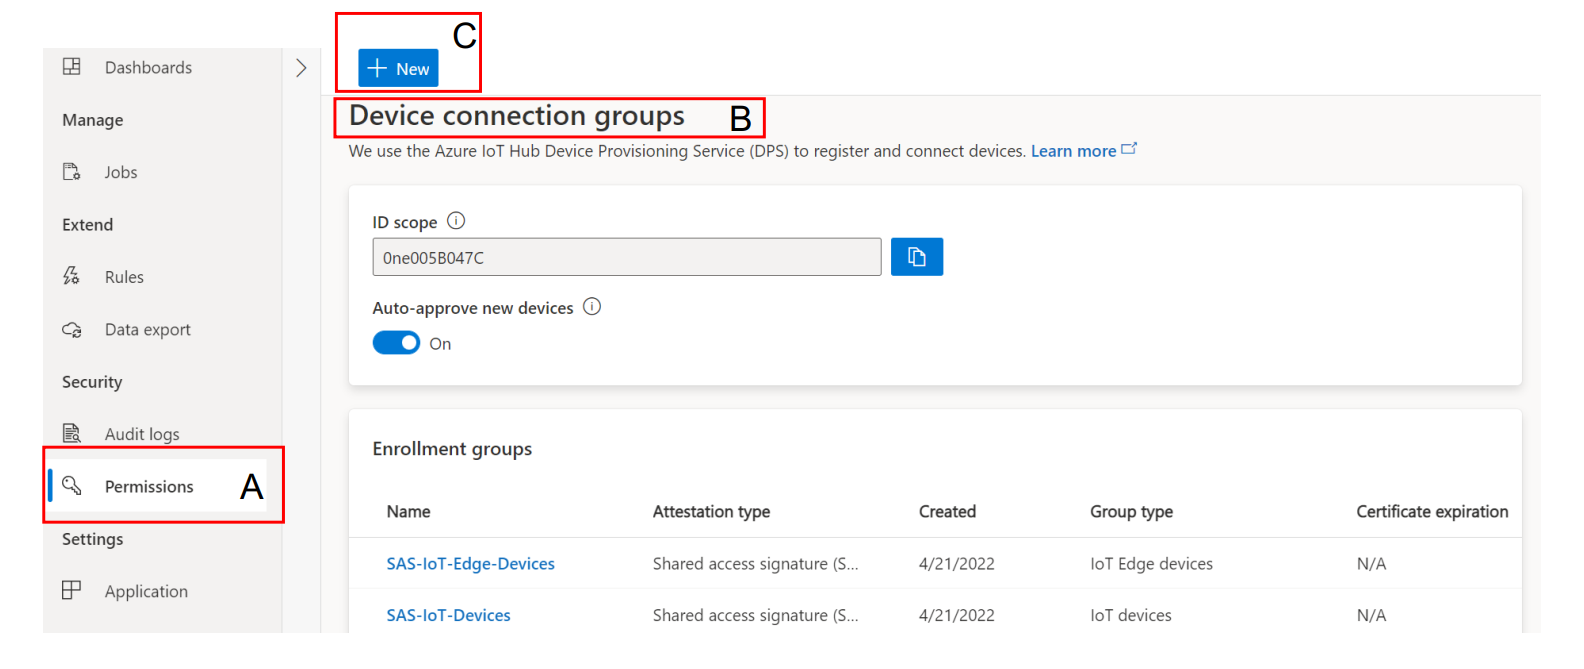 Dashboards
Manage
Jobs
Extend
Rules
Data export
Security
Audit logs
Permissions A
Settings
Application
C
New
Device connection groups B
We use the Azure IoT Hub Device Provisioning Service (DPS) to register and connect devices. Learn more
ID scope
0ne005B047C
Auto-approve new devices
On
Enrollment groups
Name Attestation type Created Group type Certificate expiration
SAS-IoT-Edge-Devices Shared access signature (S... 4/21/2022 IoT Edge devices N/A
SAS-IoT-Devices Shared access signature (S... 4/21/2022 IoT devices N/A